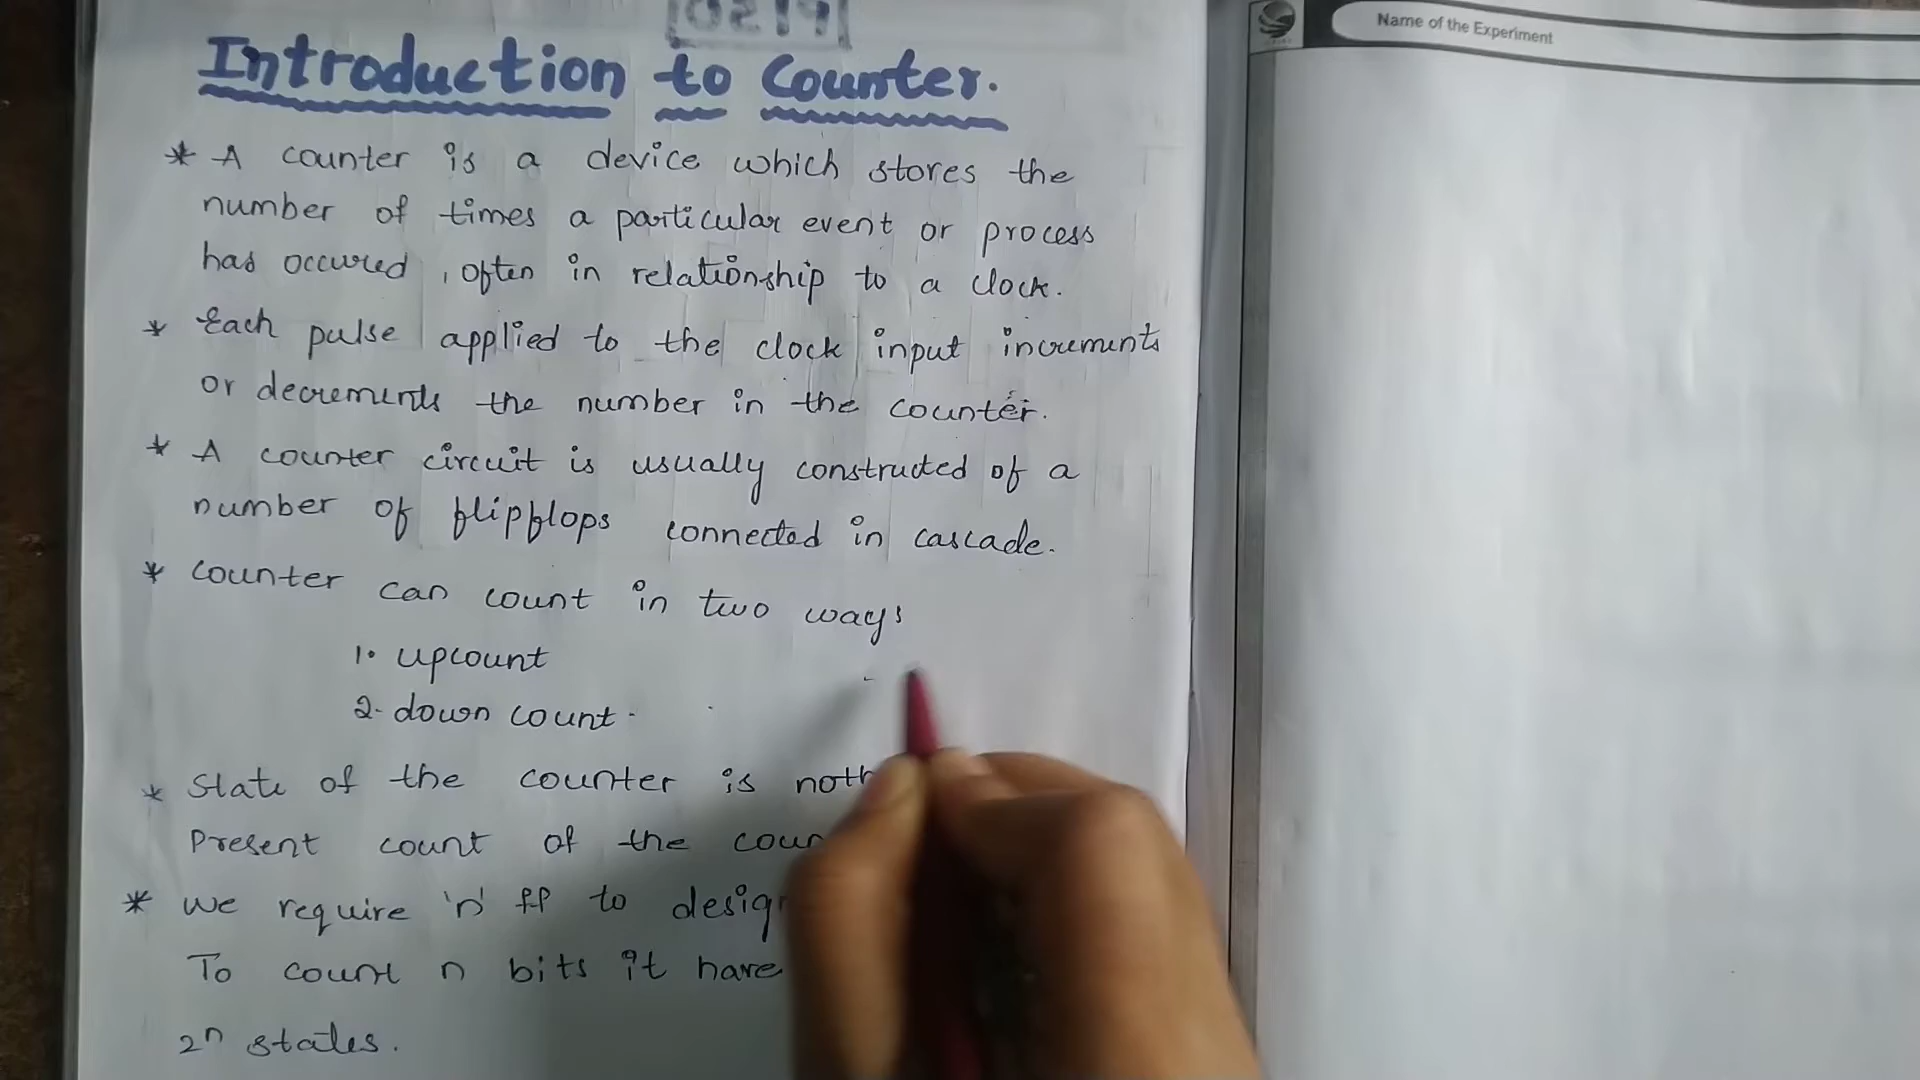 Introduction to Counter.
* A counter is a device which stores the
number of times a particular event or process
has occured, often in relationship to a clock.
* Each pulse applied to the clock input increments
or decrements the number in the counter.
* A counter circuit is usually constructed of a
number of flipflops connected in cascade.
* counter can count in two ways
1. upcount
2. down count.
* State of the counter is
Present count of the
* we require 'n' ff to
To count n bits it have
2ⁿ states.
Name of the Experiment